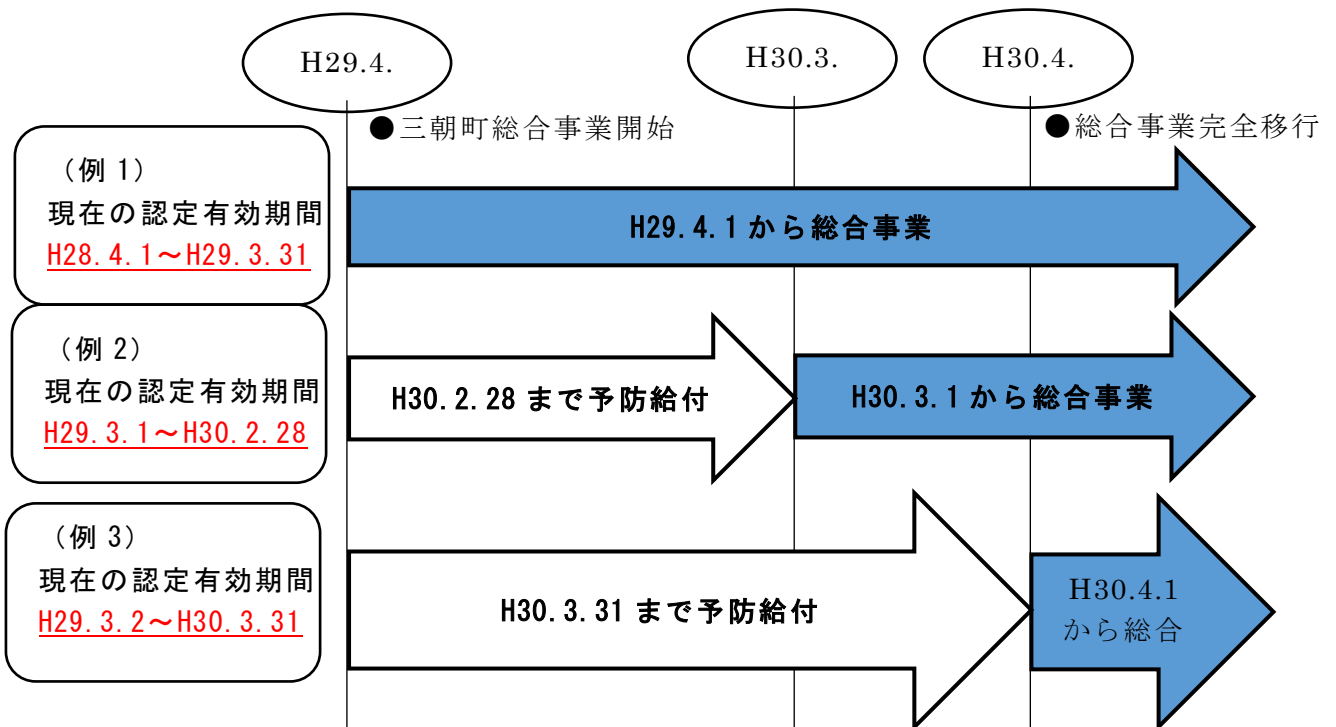 H29.4.
H30.3.
H30.4.
●三朝町総合事業開始
●総合事業完全移行
（例 1）
現在の認定有効期間
H28.4.1～H29.3.31
H29.4.1 から総合事業
（例 2）
現在の認定有効期間
H29.3.1～H30.2.28
H30.2.28 まで予防給付
H30.3.1 から総合事業
（例 3）
現在の認定有効期間
H29.3.2～H30.3.31
H30.3.31 まで予防給付
H30.4.1
から総合